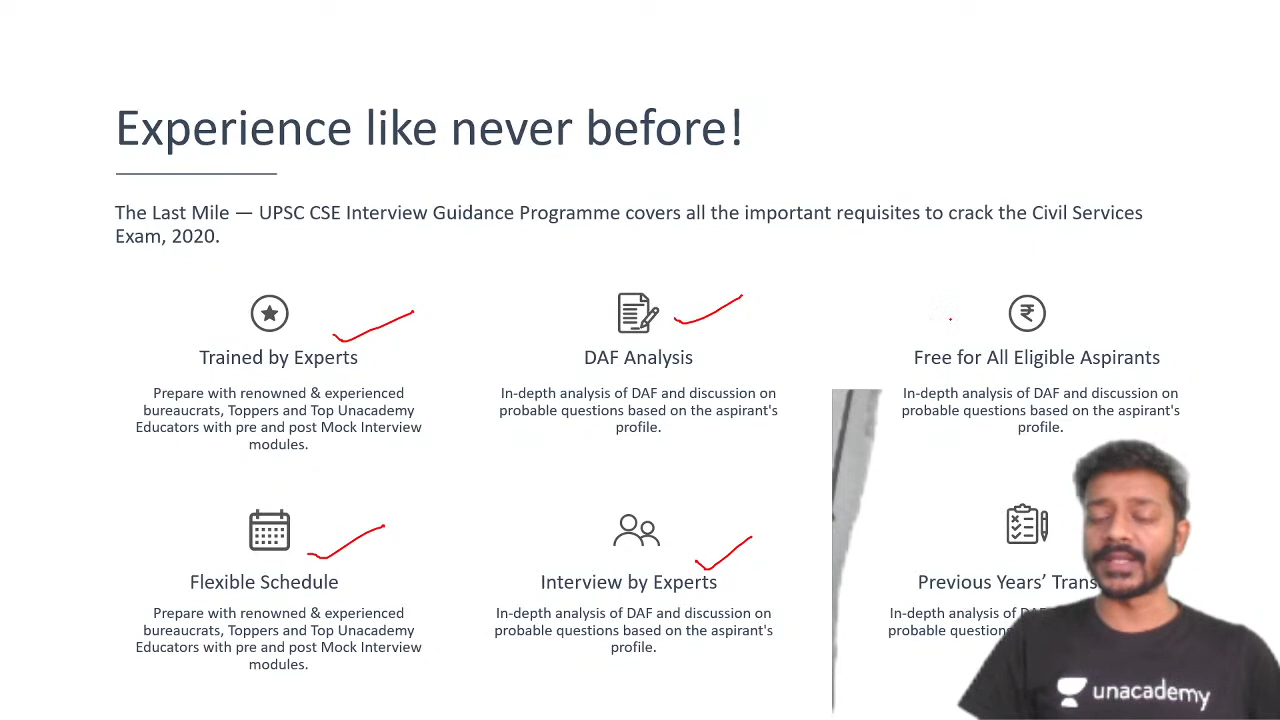 Experience like never before!
The Last Mile — UPSC CSE Interview Guidance Programme covers all the important requisites to crack the Civil Services
Exam, 2020.
Trained by Experts
Prepare with renowned & experienced
bureaucrats, Toppers and Top Unacademy
Educators with pre and post Mock Interview
modules.
DAF Analysis
In-depth analysis of DAF and discussion on
probable questions based on the aspirant's
profile.
Free for All Eligible Aspirants
In-depth analysis of DAF and discussion on
probable questions based on the aspirant's
profile.
Flexible Schedule
Prepare with renowned & experienced
bureaucrats, Toppers and Top Unacademy
Educators with pre and post Mock Interview
modules.
Interview by Experts
In-depth analysis of DAF and discussion on
probable questions based on the aspirant's
profile.
Previous Years’
In-depth analysis of
probable
unacademy